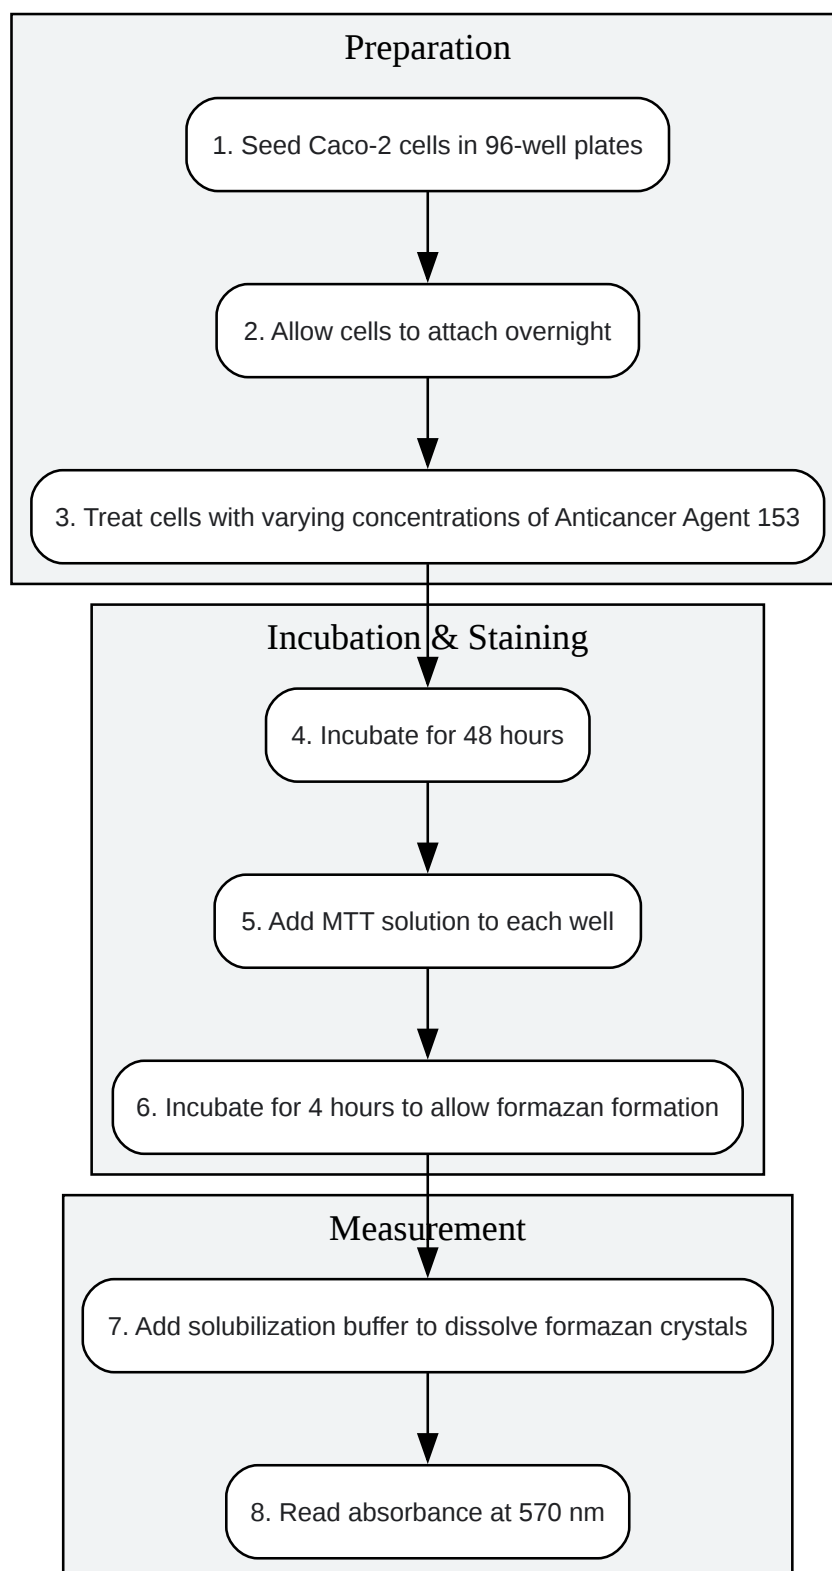 Preparation
1. Seed Caco-2 cells in 96-well plates
2. Allow cells to attach overnight
3. Treat cells with varying concentrations of Anticancer Agent 153
Incubation & Staining
4. Incubate for 48 hours
5. Add MTT solution to each well
6. Incubate for 4 hours to allow formazan formation
Measurement
7. Add solubilization buffer to dissolve formazan crystals
8. Read absorbance at 570 nm